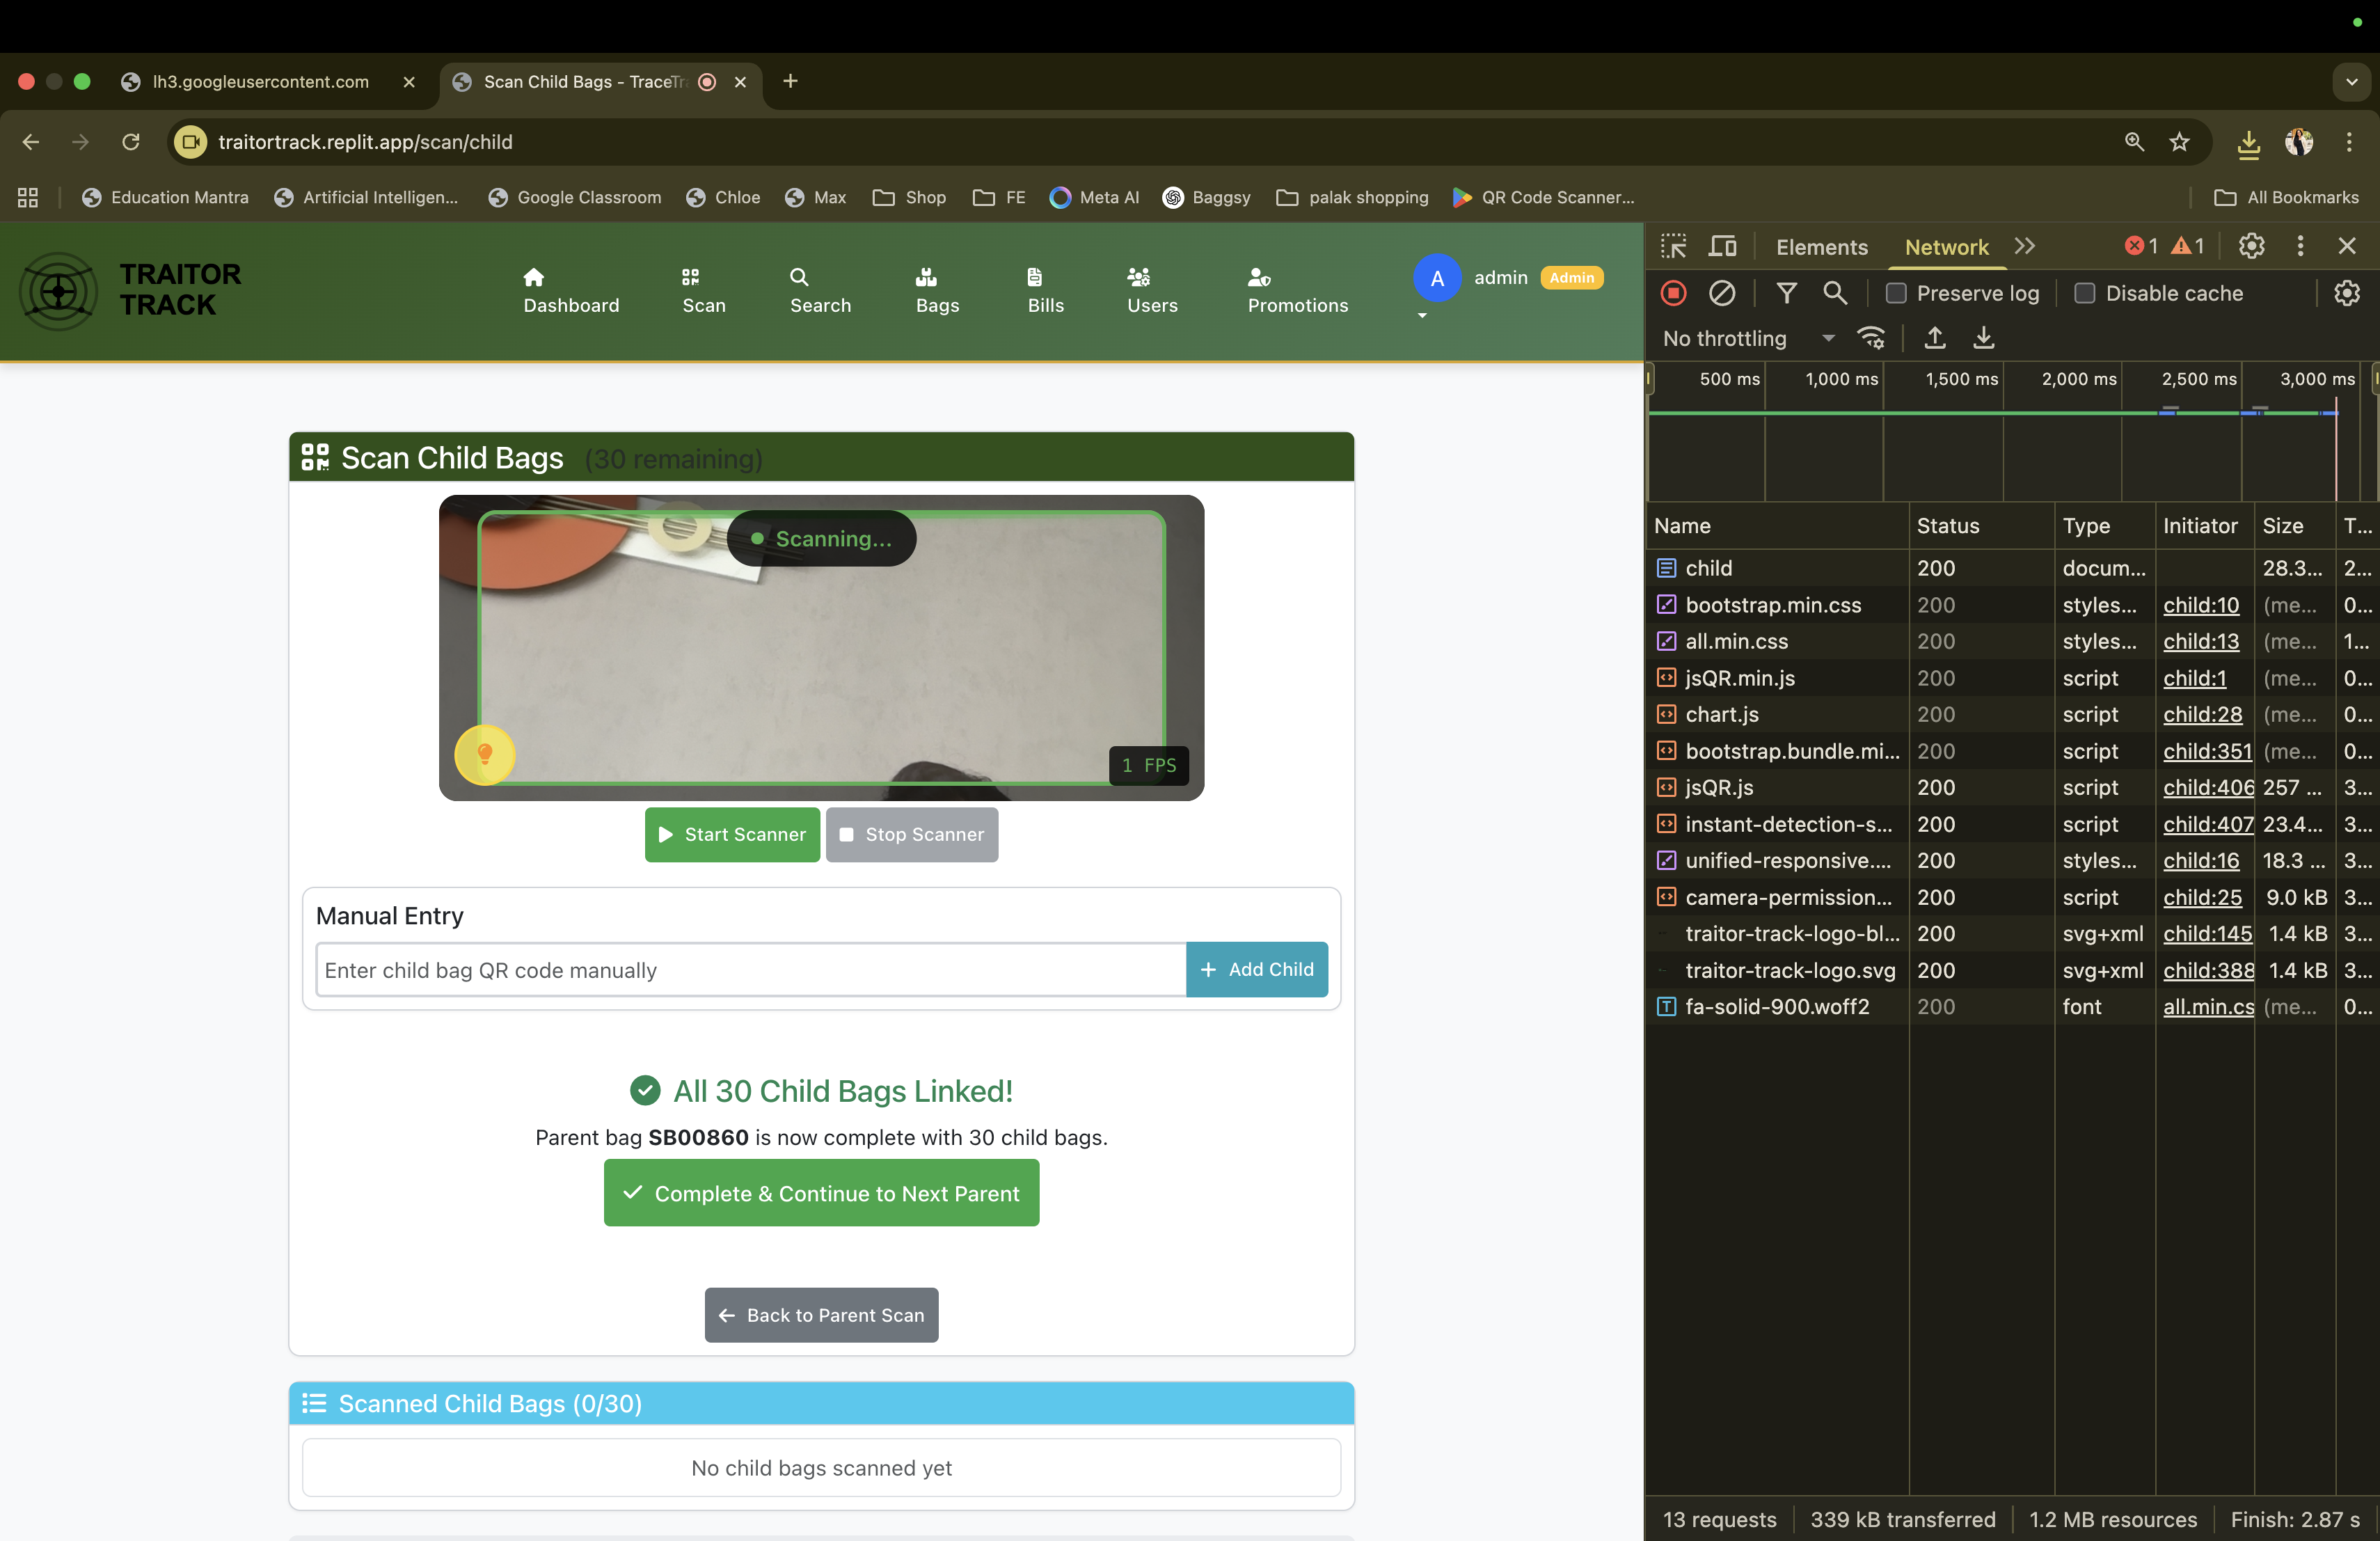 lh3.googleusercontent.com
Scan Child Bags - TraceTr
traitortrack.replit.app/scan/child
Education Mantra
Artificial Intelligen...
Google Classroom
Chloe
Max
Shop
FE
Meta AI
Baggsy
palak shopping
QR Code Scanner...
All Bookmarks
TRAITOR
TRACK
Dashboard
Scan
Search
Bags
Bills
Users
Promotions
A
admin
Admin
Scan Child Bags (30 remaining)
Scanning...
1 FPS
Start Scanner
Stop Scanner
Manual Entry
Enter child bag QR code manually
+ Add Child
All 30 Child Bags Linked!
Parent bag SB00860 is now complete with 30 child bags.
Complete & Continue to Next Parent
Back to Parent Scan
Scanned Child Bags (0/30)
No child bags scanned yet
Elements
Network
1
1
Preserve log
Disable cache
No throttling
500 ms
1,000 ms
1,500 ms
2,000 ms
2,500 ms
3,000 ms
Name Status Type Initiator Size T...
child 200 docum... 28.3... 2...
bootstrap.min.css 200 styles... child:10 (me... 0...
all.min.css 200 styles... child:13 (me... 1...
jsQR.min.js 200 script child:1 (me... 0...
chart.js 200 script child:28 (me... 0...
bootstrap.bundle.mi... 200 script child:351 (me... 0...
jsQR.js 200 script child:406 257 ... 3...
instant-detection-s... 200 script child:407 23.4... 3...
unified-responsive.... 200 styles... child:16 18.3 ... 3...
camera-permission... 200 script child:25 9.0 kB 3...
traitor-track-logo-bl... 200 svg+xml child:145 1.4 kB 3...
traitor-track-logo.svg 200 svg+xml child:388 1.4 kB 3...
fa-solid-900.woff2 200 font all.min.cs (me... 0...
13 requests
339 kB transferred
1.2 MB resources
Finish: 2.87 s